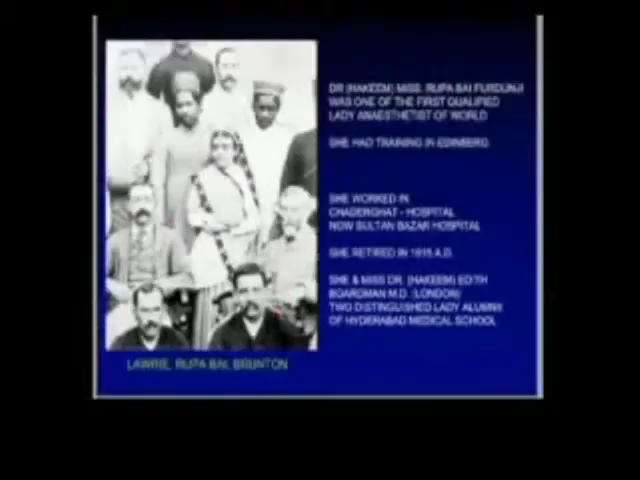 DR (HAKEEM) MISS. RUPA BAI FURDUNJI
WAS ONE OF THE FIRST QUALIFIED
LADY ANAESTHETIST OF WORLD
SHE HAD TRAINING IN EDINBERG
SHE WORKED IN
CHADERGHAT - HOSPITAL
NOW SULTAN BAZAR HOSPITAL
SHE RETIRED IN 1915 A.D.
SHE & MISS DR. (HAKEEM) EDITH
BOARDMAN M.D. (LONDON)
TWO DISTINGUISHED LADY ALUMNI
OF HYDERABAD MEDICAL SCHOOL
LAWRIE, RUPA BAI, BRUNTON